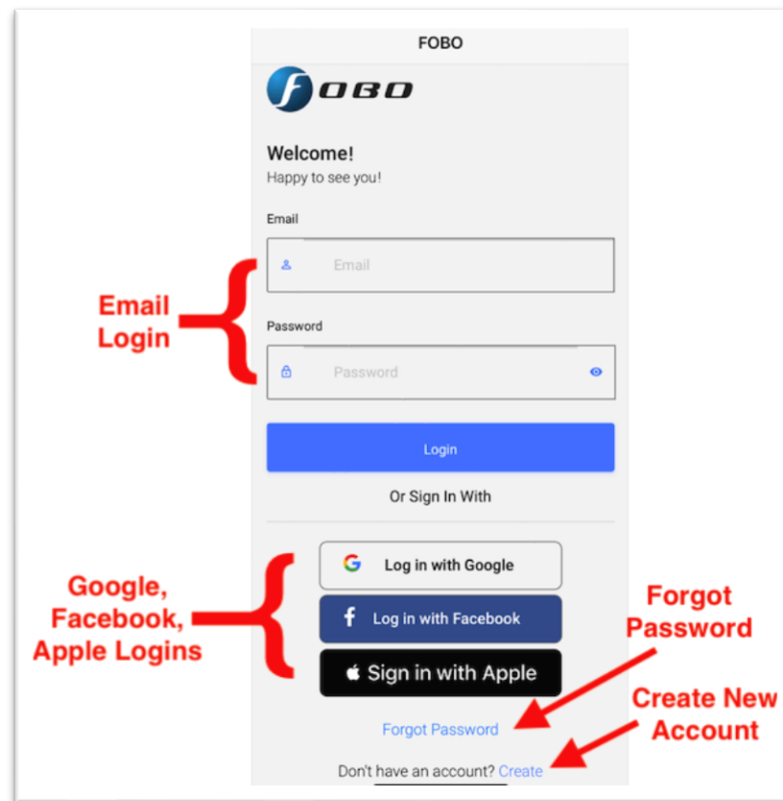 FOBO
FOBO
Welcome!
Happy to see you!
Email
Email
Email
Login
Password
Password
Login
Or Sign In With
Google,
Facebook,
Apple Logins
Log in with Google
Log in with Facebook
Sign in with Apple
Forgot
Password
Forgot Password
Create New
Account
Don't have an account? Create